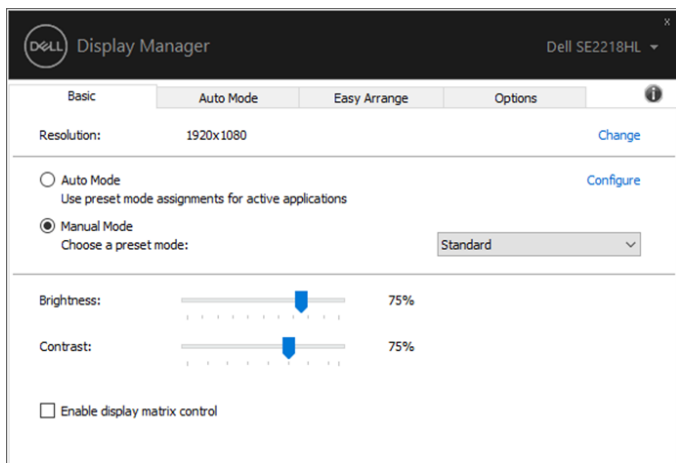 x
DELL Display Manager Dell SE2218HL
Basic Auto Mode Easy Arrange Options
Resolution: 1920x1080 Change
Auto Mode Configure
Use preset mode assignments for active applications
Manual Mode
Choose a preset mode: Standard
Brightness: 75%
Contrast: 75%
Enable display matrix control